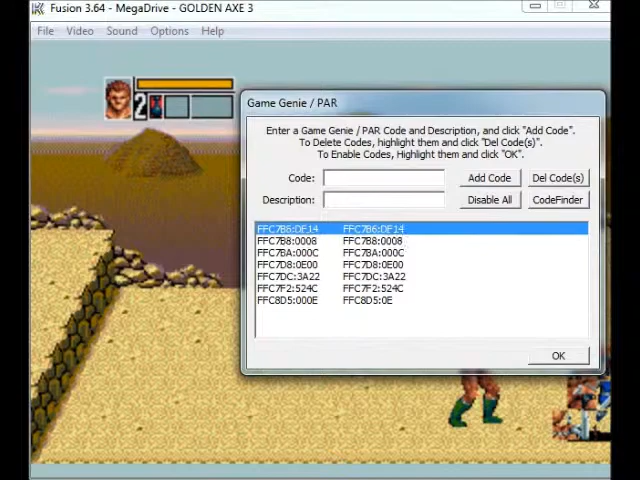 Fusion 3.64 - MegaDrive - GOLDEN AXE 3
File Video Sound Options Help
2
Game Genie / PAR
Enter a Game Genie / PAR Code and Description, and click "Add Code".
To Delete Codes, highlight them and click "Del Code(s)".
To Enable Codes, Highlight them and click "OK".
Code: Add Code Del Code(s)
Description: Disable All CodeFinder
FFC7B6:DE14 FFC7B6:DE14
FFC7B8:0008 FFC7B8:0008
FFC7BA:000C FFC7BA:000C
FFC7D8:0E00 FFC7D8:0E00
FFC7DC:3A22 FFC7DC:3A22
FFC7F2:524C FFC7F2:524C
FFC8D5:000E FFC8D5:0E
OK